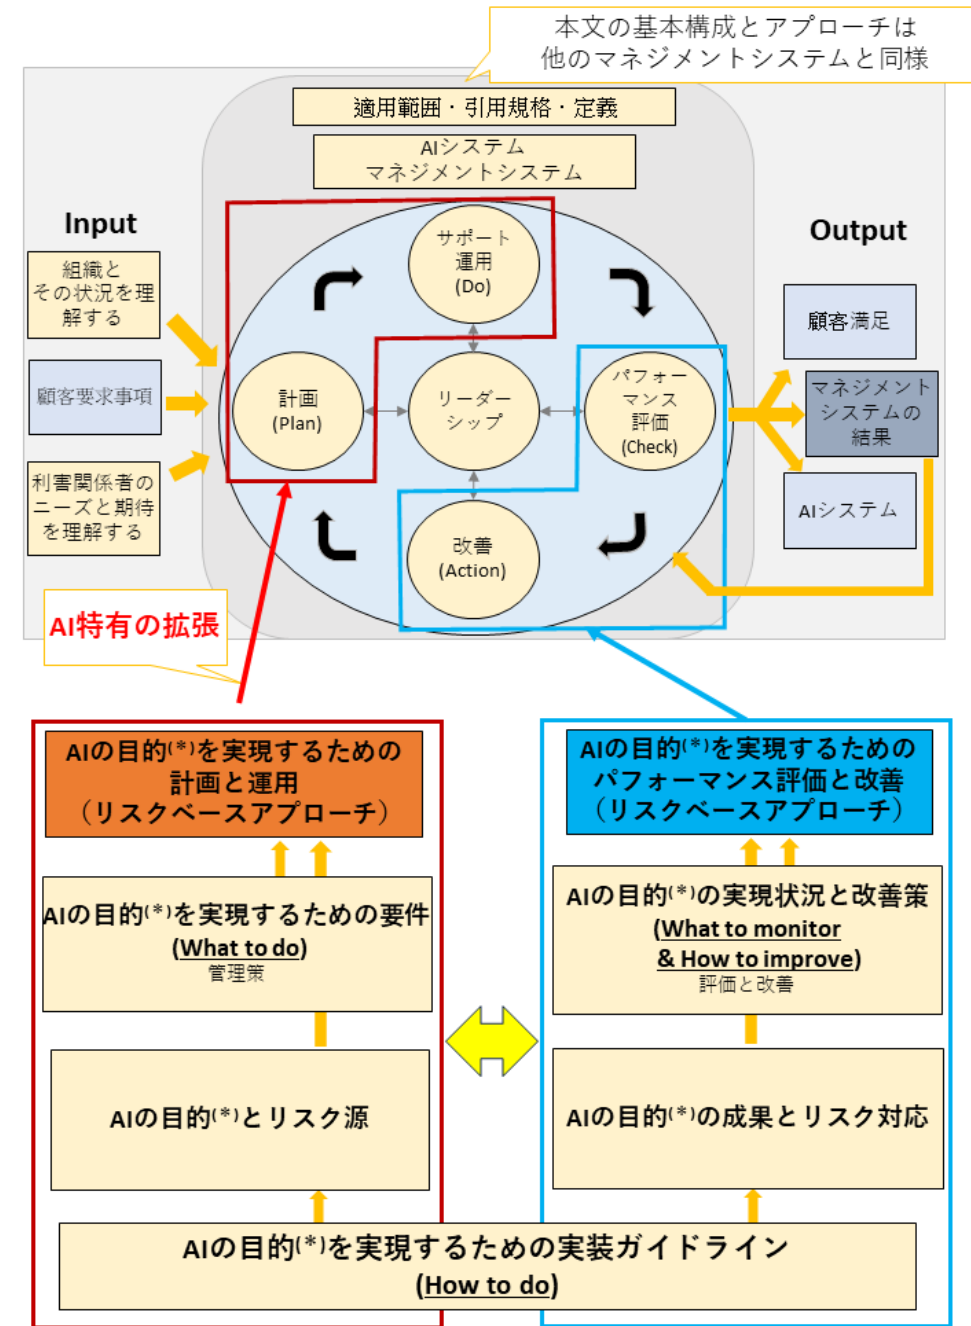 本文の基本構成とアプローチは
他のマネジメントシステムと同様
適用範囲・引用規格・定義
AIシステム
マネジメントシステム
Input
組織と
その状況を理
解する
顧客要求事項
利害関係者の
ニーズと期待
を理解する
サポート
運用
(Do)
計画
(Plan)
リーダー
シップ
パフォー
マンス
評価
(Check)
改善
(Action)
Output
顧客満足
マネジメント
システムの
結果
AIシステム
AI特有の拡張
AIの目的(*)を実現するための
計画と運用
（リスクベースアプローチ）
AIの目的(*)を実現するための要件
(What to do)
管理策
AIの目的(*)とリスク源
AIの目的(*)を実現するための
パフォーマンス評価と改善
（リスクベースアプローチ）
AIの目的(*)の実現状況と改善策
(What to monitor
& How to improve)
評価と改善
AIの目的(*)の成果とリスク対応
AIの目的(*)を実現するための実装ガイドライン
(How to do)